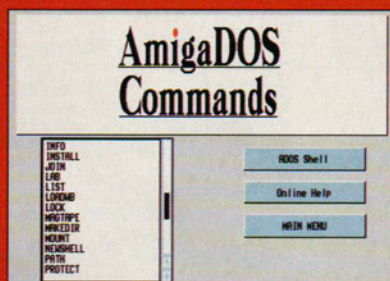 AmigaDOS
Commands
INFO
INSTALL
JOIN
LAB
LIST
LOADWB
LOCK
MAGTAPE
MAKEDIR
MOUNT
NEWSHELL
PATH
PROTECT
ADOS Shell
Online Help
MAIN MENU